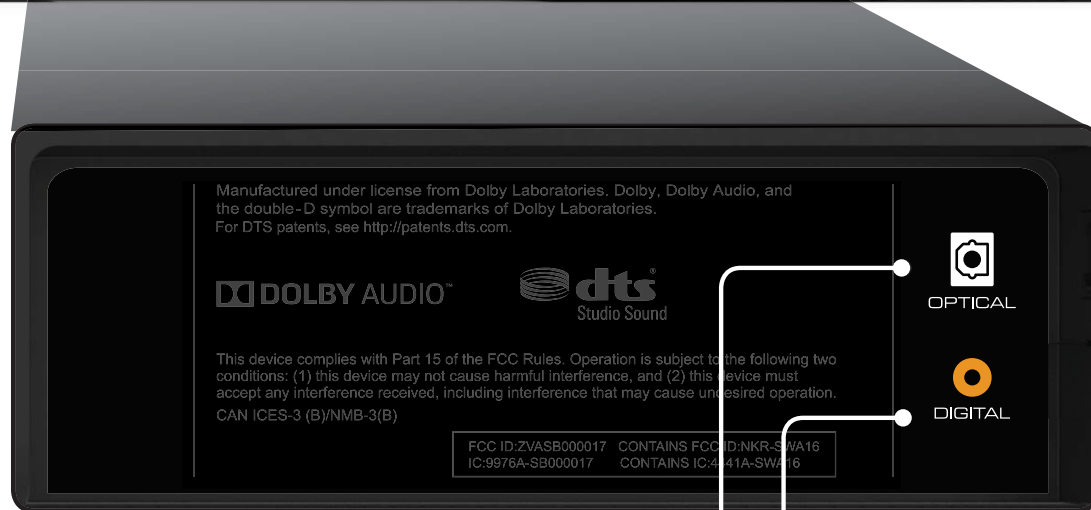 Manufactured under license from Dolby Laboratories. Dolby, Dolby Audio, and
the double-D symbol are trademarks of Dolby Laboratories.
For DTS patents, see http://patents.dts.com.
DOLBY AUDIO™
dts®
Studio Sound
OPTICAL
This device complies with Part 15 of the FCC Rules. Operation is subject to the following two
conditions: (1) this device may not cause harmful interference, and (2) this device must
accept any interference received, including interference that may cause undesired operation.
CAN ICES-3 (B)/NMB-3(B)
DIGITAL
FCC ID:ZVASB000017 CONTAINS FCC ID:NKR-SWA16
IC:9976A-SB000017 CONTAINS IC:4441A-SWA16